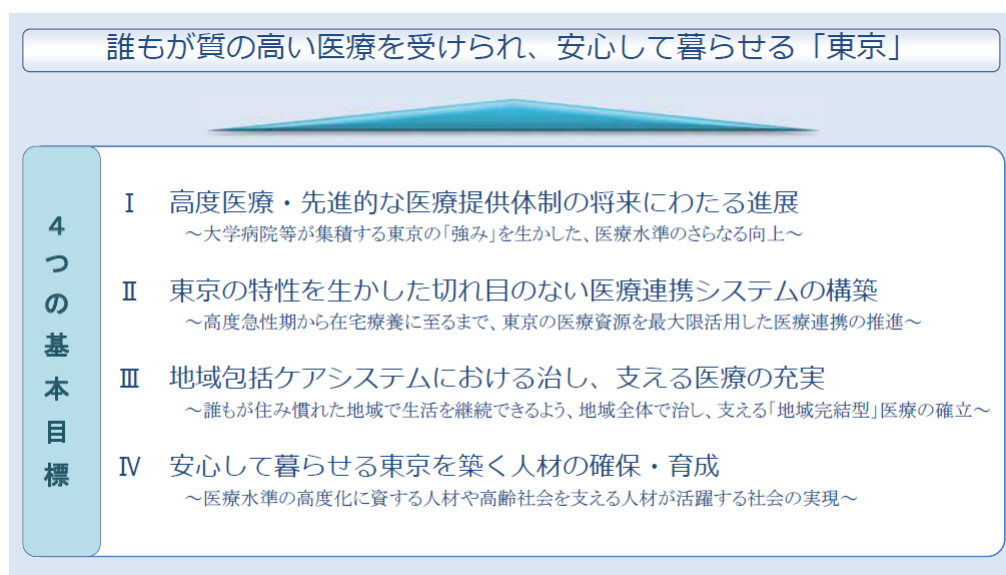 誰もが質の高い医療を受けられ、安心して暮らせる「東京」
4つの基本目標
Ⅰ 高度医療・先進的な医療提供体制の将来にわたる進展
～大学病院等が集積する東京の「強み」を生かした、医療水準のさらなる向上～
Ⅱ 東京の特性を生かした切れ目のない医療連携システムの構築
～高度急性期から在宅療養に至るまで、東京の医療資源を最大限活用した医療連携の推進～
Ⅲ 地域包括ケアシステムにおける治し、支える医療の充実
～誰もが住み慣れた地域で生活を継続できるよう、地域全体で治し、支える「地域完結型」医療の確立～
Ⅳ 安心して暮らせる東京を築く人材の確保・育成
～医療水準の高度化に資する人材や高齢社会を支える人材が活躍する社会の実現～